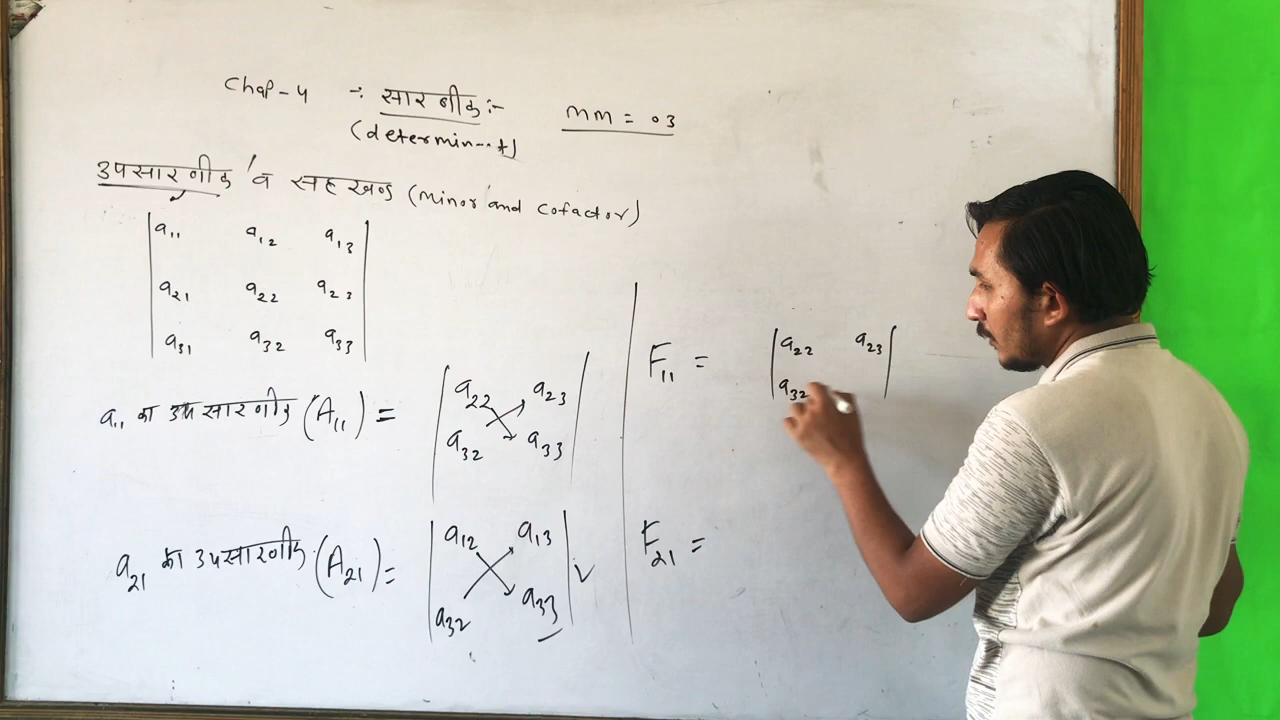 Chap-4 ÷ सारणीक :-
(determin--t)
MM = 03
उपसारणीक व सहखण्ड (Minor and Cofactor)
a₁₁ a₁₂ a₁₃
a₂₁ a₂₂ a₂₃
a₃₁ a₃₂ a₃₃
a₁₁ का उपसारणीक (A₁₁) =
a₂₂ a₂₃
a₃₂ a₃₃
a₂₁ का उपसारणीक (A₂₁) =
a₁₂ a₁₃
a₃₂ a₃₃
F₁₁ =
a₂₂ a₂₃
a₃₂
F₂₁ =